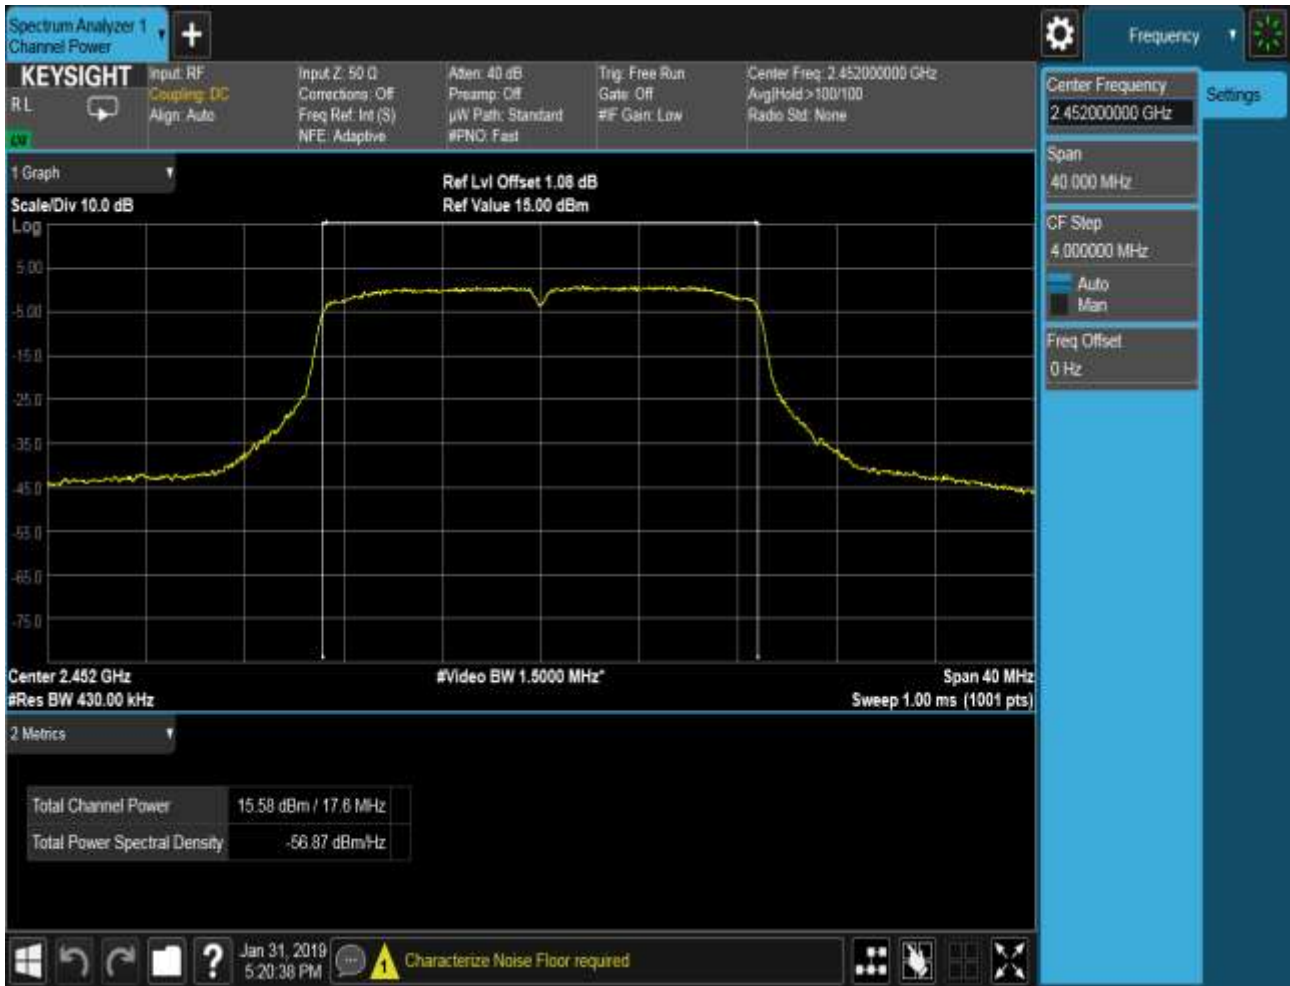 Spectrum Analyzer 1
Channel Power
+
Frequency
KEYSIGHT
R L
LXI
Input: RF
Coupling: DC
Align: Auto
Input Z: 50 Ω
Corrections: Off
Freq Ref: Int (S)
NFE: Adaptive
Atten: 40 dB
Preamp: Off
µW Path: Standard
#PNO: Fast
Trig: Free Run
Gate: Off
#IF Gain: Low
Center Freq: 2.452000000 GHz
Avg|Hold:>100/100
Radio Std: None
Center Frequency
2.452000000 GHz
Settings
Span
40.000 MHz
CF Step
4.000000 MHz
Auto
Man
Freq Offset
0 Hz
1 Graph
Scale/Div 10.0 dB
Ref Lvl Offset 1.08 dB
Ref Value 15.00 dBm
Log
5.00
-5.00
-15.0
-25.0
-35.0
-45.0
-55.0
-65.0
-75.0
Center 2.452 GHz
#Video BW 1.5000 MHz*
Span 40 MHz
#Res BW 430.00 kHz
Sweep 1.00 ms (1001 pts)
2 Metrics
Total Channel Power 15.58 dBm / 17.6 MHz
Total Power Spectral Density -56.87 dBm/Hz
?
Jan 31, 2019
5:20:38 PM
1
Characterize Noise Floor required